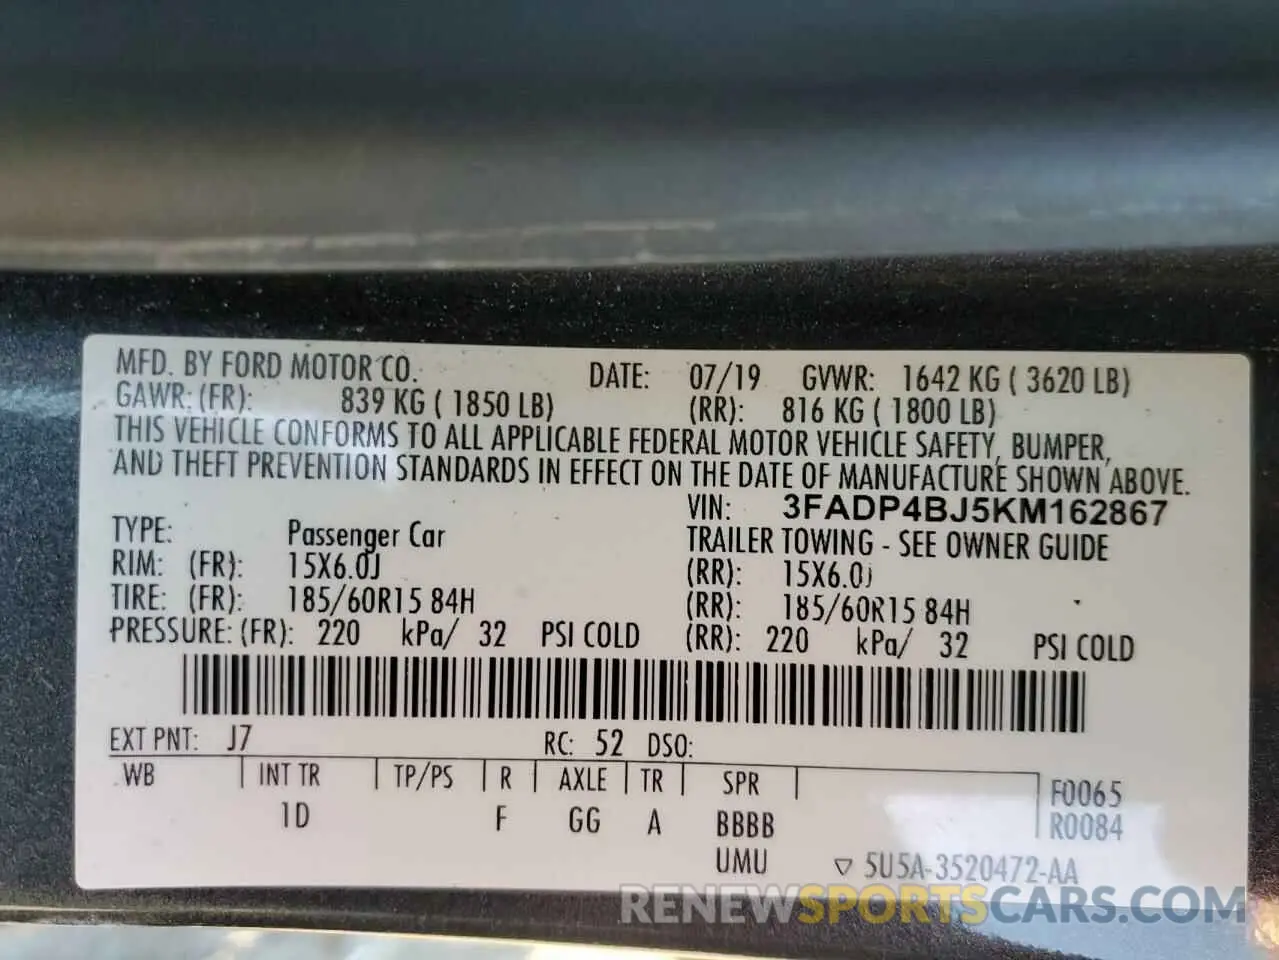 MFD. BY FORD MOTOR CO. DATE: 07/19 GVWR: 1642 KG ( 3620 LB)
GAWR: (FR): 839 KG ( 1850 LB) (RR): 816 KG ( 1800 LB)
THIS VEHICLE CONFORMS TO ALL APPLICABLE FEDERAL MOTOR VEHICLE SAFETY, BUMPER,
AND THEFT PREVENTION STANDARDS IN EFFECT ON THE DATE OF MANUFACTURE SHOWN ABOVE.
VIN: 3FADP4BJ5KM162867
TYPE: Passenger Car TRAILER TOWING - SEE OWNER GUIDE
RIM: (FR): 15X6.0J (RR): 15X6.0J
TIRE: (FR): 185/60R15 84H (RR): 185/60R15 84H
PRESSURE: (FR): 220 kPa/ 32 PSI COLD (RR): 220 kPa/ 32 PSI COLD
EXT PNT: J7 RC: 52 DSO:
WB INT TR TP/PS R AXLE TR SPR F0065
1D F GG A BBBB R0084
UMU ▽ 5U5A-3520472-AA
RENEWSPORTSCARS.COM